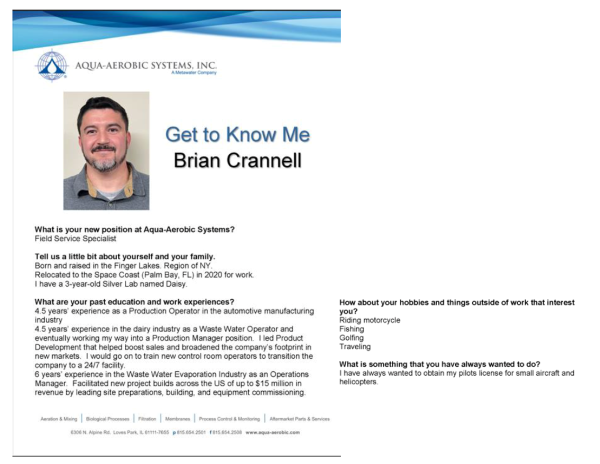 AQUA-AEROBIC SYSTEMS, INC.
A Metawater Company
Get to Know Me
Brian Crannell
What is your new position at Aqua-Aerobic Systems?
Field Service Specialist
Tell us a little bit about yourself and your family.
Born and raised in the Finger Lakes. Region of NY.
Relocated to the Space Coast (Palm Bay, FL) in 2020 for work.
I have a 3-year-old Silver Lab named Daisy.
What are your past education and work experiences?
4.5 years' experience as a Production Operator in the automotive manufacturing
industry
4.5 years' experience in the dairy industry as a Waste Water Operator and
eventually working my way into a Production Manager position. I led Product
Development that helped boost sales and broadened the company's footprint in
new markets. I would go on to train new control room operators to transition the
company to a 24/7 facility.
6 years' experience in the Waste Water Evaporation Industry as an Operations
Manager. Facilitated new project builds across the US of up to $15 million in
revenue by leading site preparations, building, and equipment commissioning.
How about your hobbies and things outside of work that interest
you?
Riding motorcycle
Fishing
Golfing
Traveling
What is something that you have always wanted to do?
I have always wanted to obtain my pilots license for small aircraft and
helicopters.
Aeration & Mixing | Biological Processes | Filtration | Membranes | Process Control & Monitoring | Aftermarket Parts & Services
6306 N. Alpine Rd. Loves Park, IL 61111-7655 p 815.654.2501 f 815.654.2508 www.aqua-aerobic.com